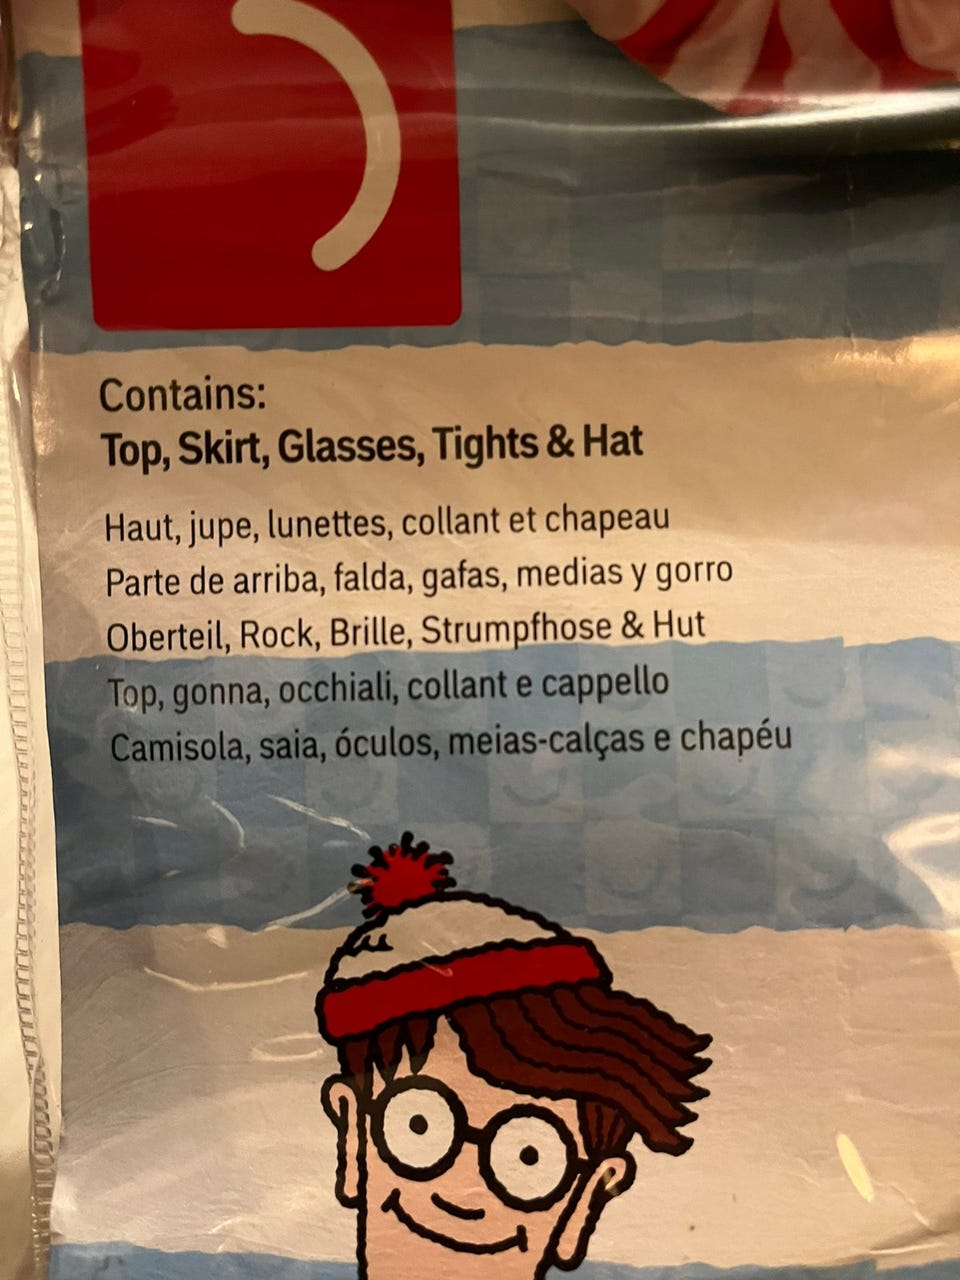 Contains:
Top, Skirt, Glasses, Tights & Hat
Haut, jupe, lunettes, collant et chapeau
Parte de arriba, falda, gafas, medias y gorro
Oberteil, Rock, Brille, Strumpfhose & Hut
Top, gonna, occhiali, collant e cappello
Camisola, saia, óculos, meias-calças e chapéu